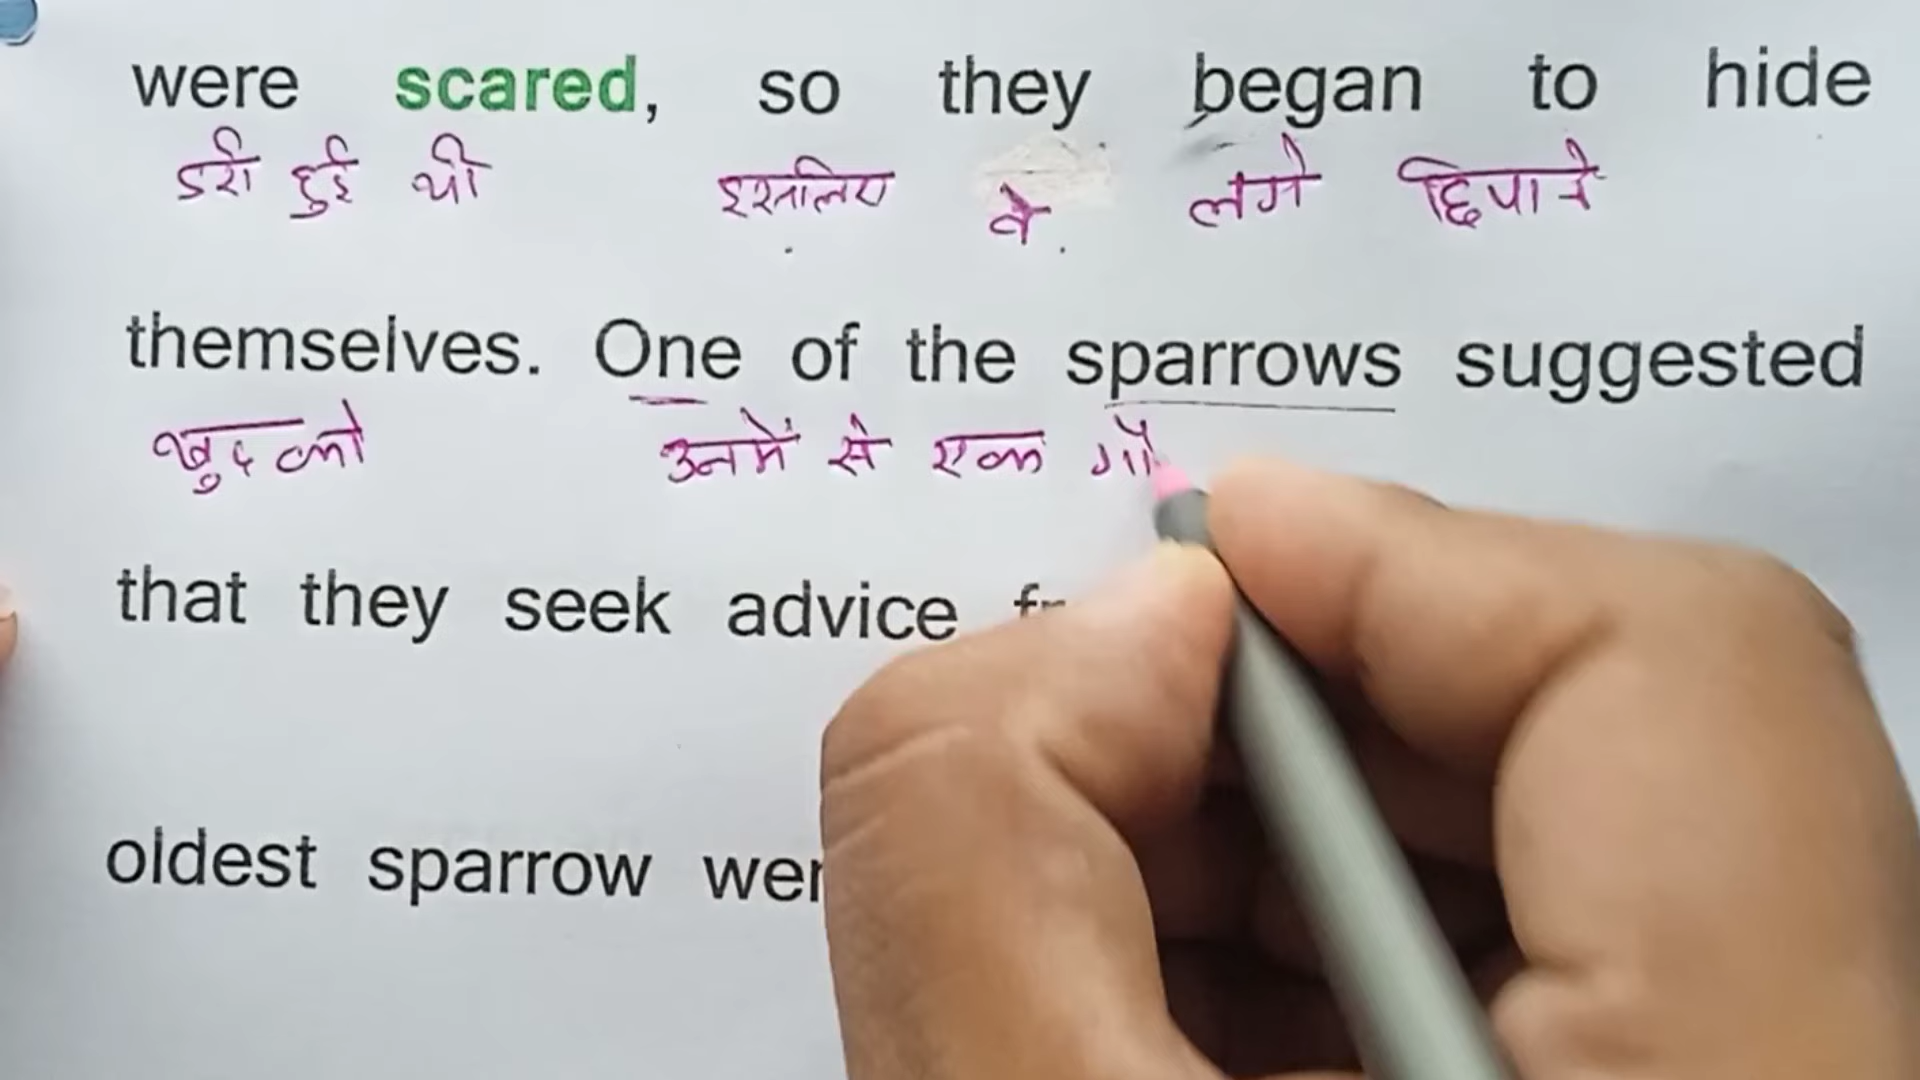 were scared, so they began to hide
डरी हुई थी इसलिए वे लगे छिपाने
themselves. One of the sparrows suggested
खुद को उनमें से एक गौ
that they seek advice
oldest sparrow